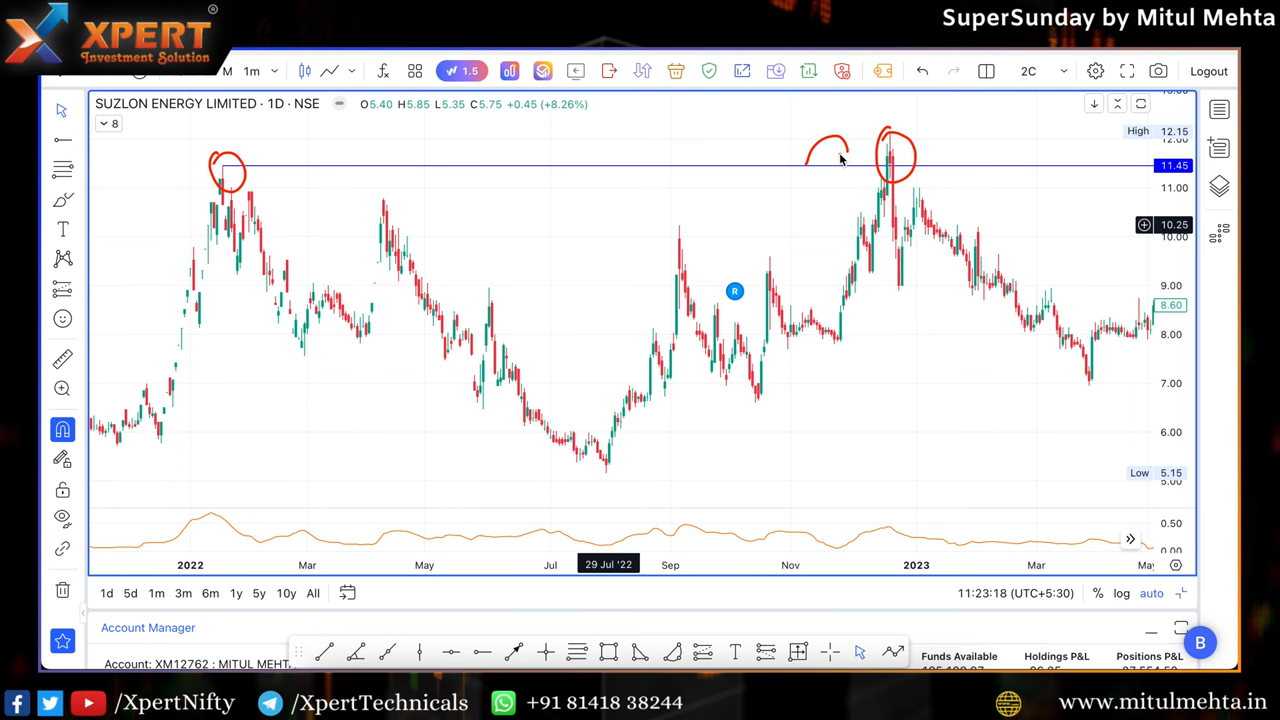 XPERT
Investment Solution
®
SuperSunday by Mitul Mehta
M 1m
1.5
2C
Logout
SUZLON ENERGY LIMITED · 1D · NSE
O5.40 H5.85 L5.35 C5.75 +0.45 (+8.26%)
8
High 12.15
12.00
11.45
11.00
10.25
10.00
9.00
8.60
8.00
7.00
6.00
Low 5.15
5.00
R
0.50
0.00
2022 Mar May Jul 29 Jul '22 Sep Nov 2023 Mar May
1d 5d 1m 3m 6m 1y 5y 10y All
11:23:18 (UTC+5:30) % log auto
Account Manager
B
Account: XM12762 : MITUL MEHT
Funds Available Holdings P&L Positions P&L
/XpertNifty /XpertTechnicals +91 81418 38244 www.mitulmehta.in